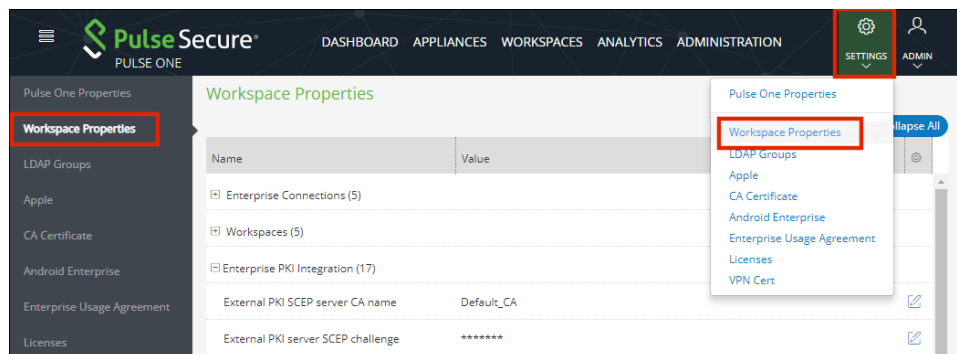 Pulse Secure®
PULSE ONE
DASHBOARD APPLIANCES WORKSPACES ANALYTICS ADMINISTRATION
SETTINGS
ADMIN
Pulse One Properties
Workspace Properties
LDAP Groups
Apple
CA Certificate
Android Enterprise
Enterprise Usage Agreement
Licenses
Workspace Properties
Name Value
Enterprise Connections (5)
Workspaces (5)
Enterprise PKI Integration (17)
External PKI SCEP server CA name Default_CA
External PKI server SCEP challenge *******
Pulse One Properties
Workspace Properties
LDAP Groups
Apple
CA Certificate
Android Enterprise
Enterprise Usage Agreement
Licenses
VPN Cert
llapse All